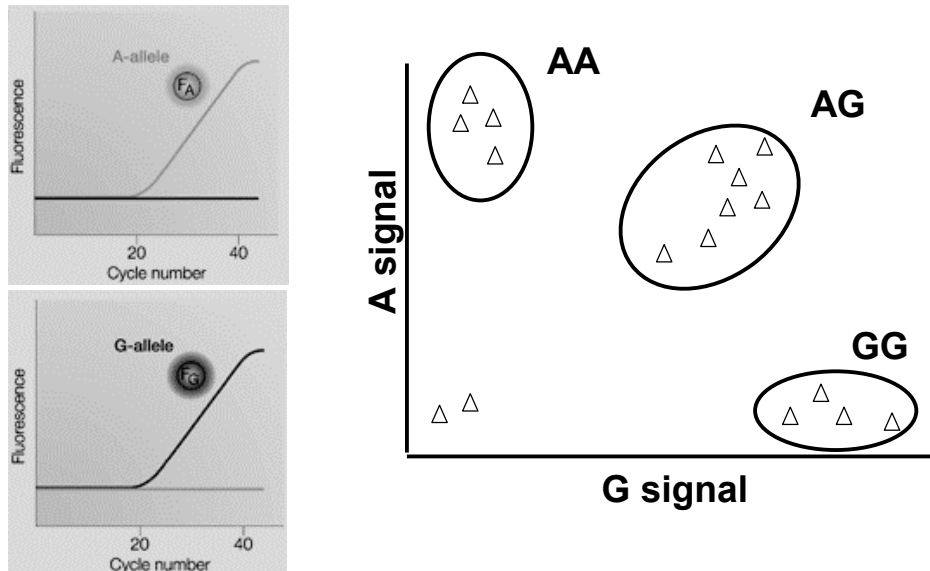 A-allele
FA
Fluorescence
20
40
Cycle number
G-allele
FG
Fluorescence
20
40
Cycle number
AA
AG
A signal
GG
G signal